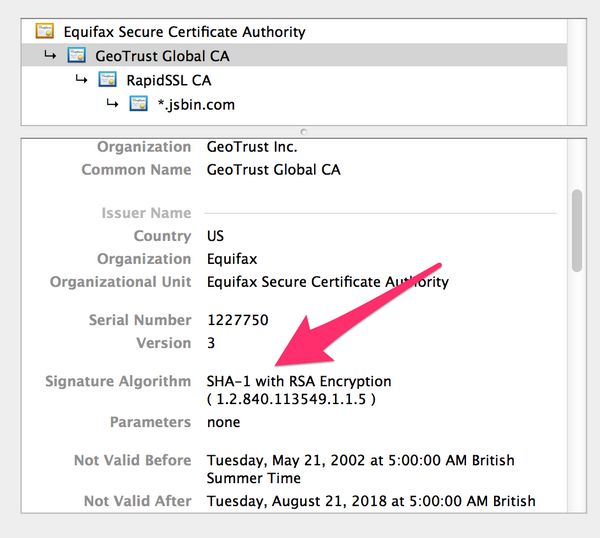 Equifax Secure Certificate Authority
GeoTrust Global CA
RapidSSL CA
*.jsbin.com
Organization GeoTrust Inc.
Common Name GeoTrust Global CA
Issuer Name
Country US
Organization Equifax
Organizational Unit Equifax Secure Certificate Authority
Serial Number 1227750
Version 3
Signature Algorithm SHA-1 with RSA Encryption
( 1.2.840.113549.1.1.5 )
Parameters none
Not Valid Before Tuesday, May 21, 2002 at 5:00:00 AM British
Summer Time
Not Valid After Tuesday, August 21, 2018 at 5:00:00 AM British